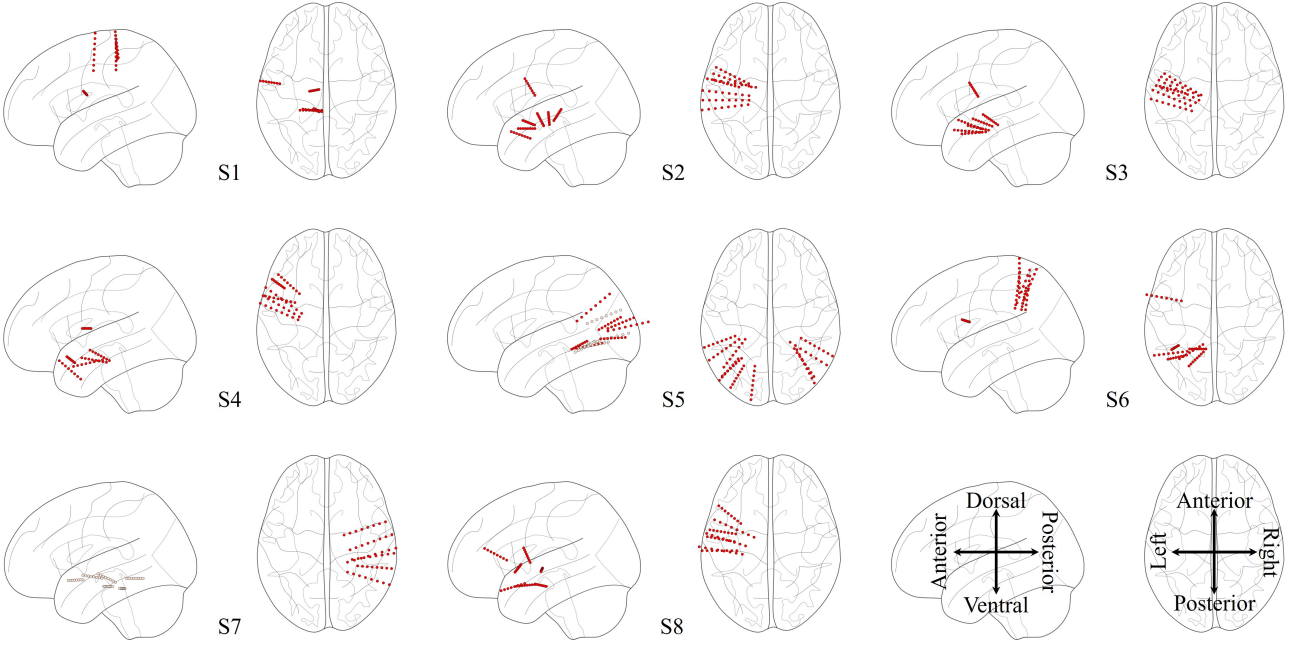 S1
S2
S3
S4
S5
S6
S7
S8
Dorsal
Anterior
Posterior
Ventral
Anterior
Left
Right
Posterior